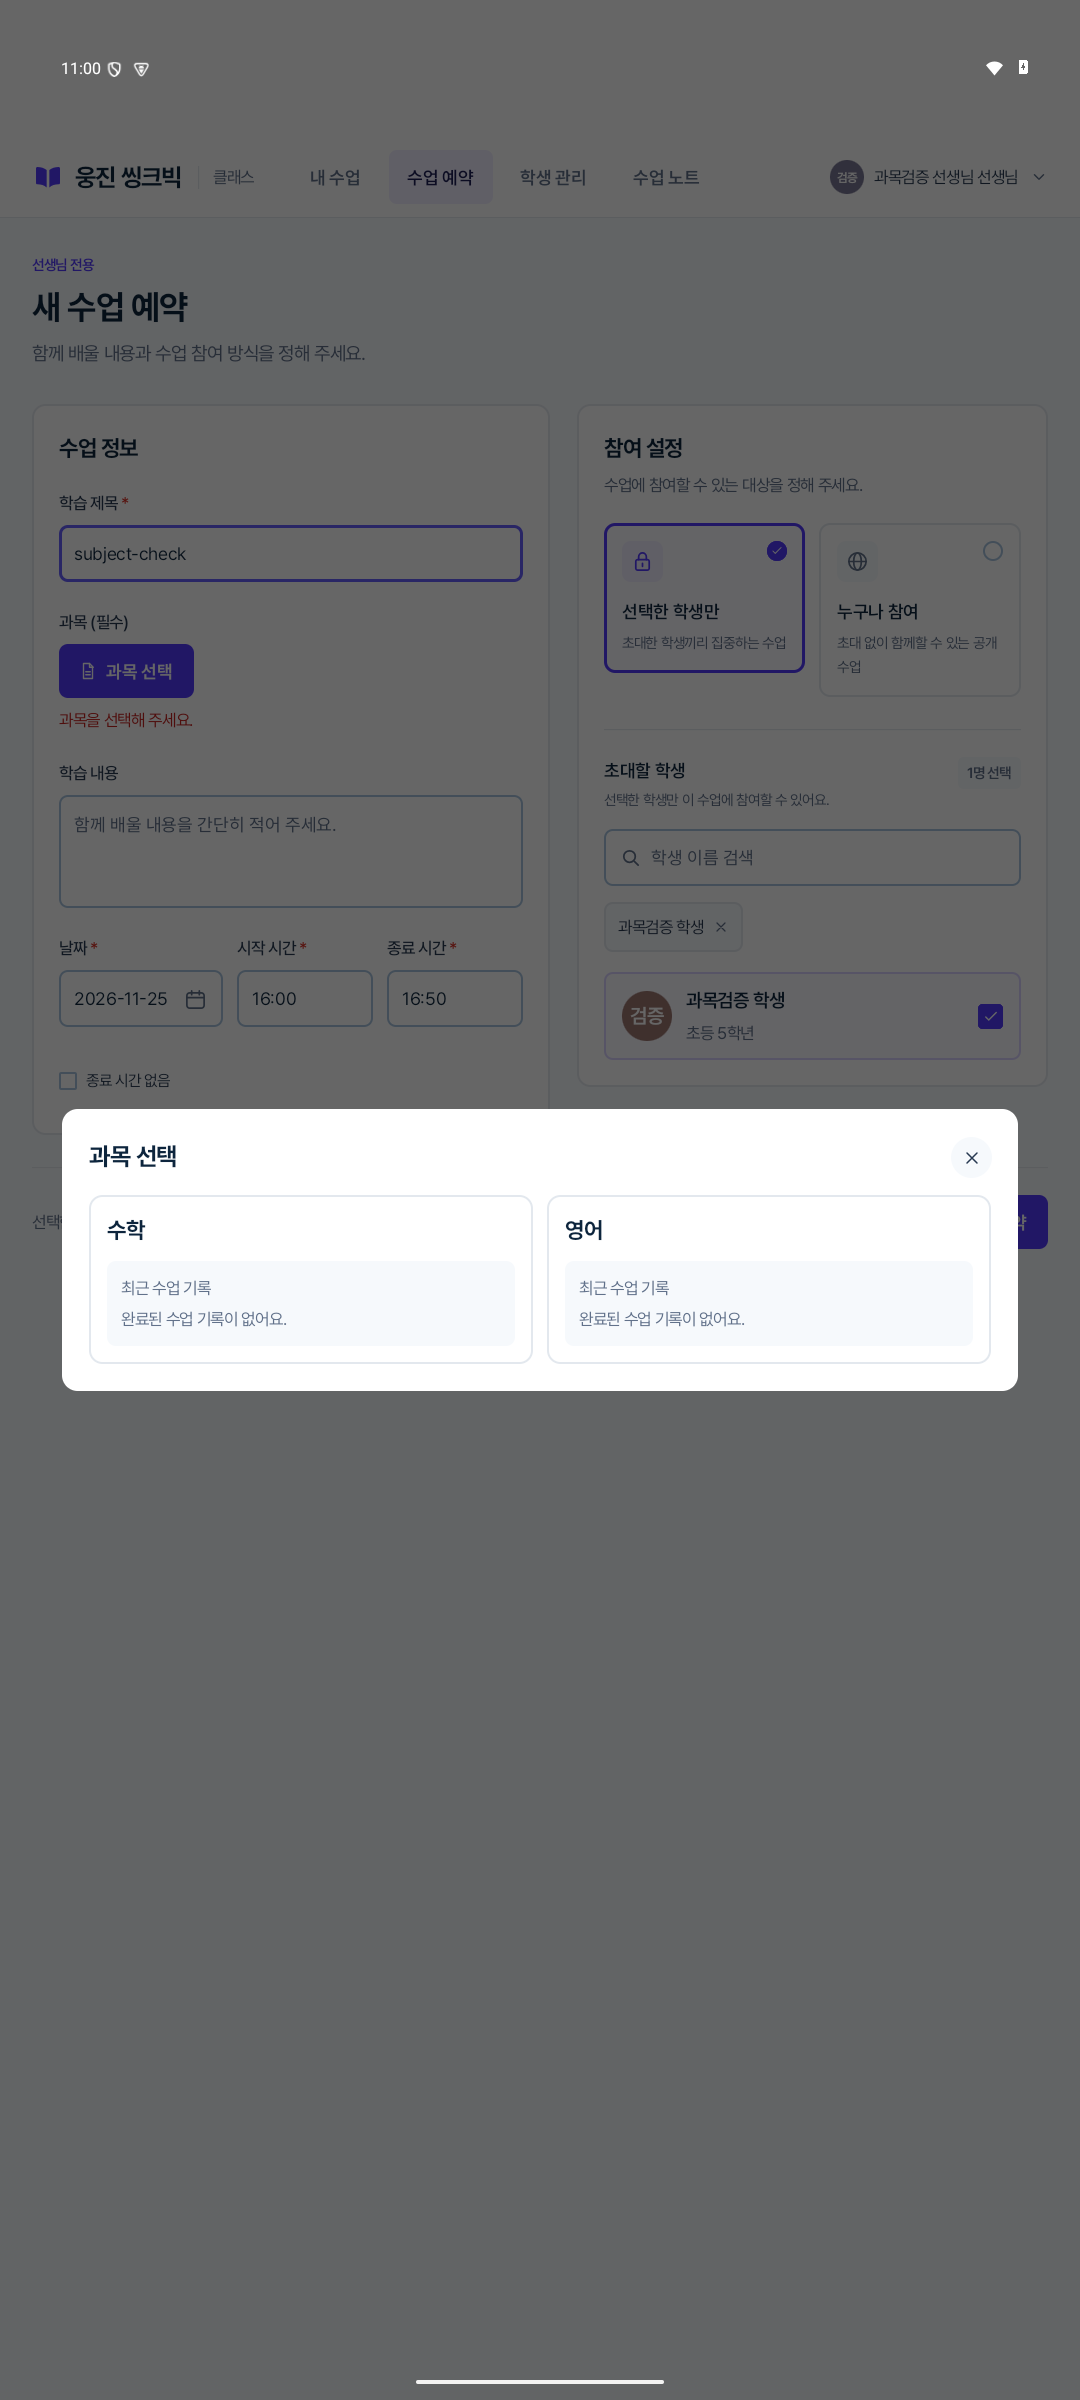 11:00
웅진 씽크빅
클래스
내 수업
수업 예약
학생 관리
수업 노트
검증
과목검증 선생님 선생님
선생님 전용
새 수업 예약
함께 배울 내용과 수업 참여 방식을 정해 주세요.
수업 정보
학습 제목 *
subject-check
과목 (필수)
과목 선택
과목을 선택해 주세요.
학습 내용
함께 배울 내용을 간단히 적어 주세요.
날짜 *
시작 시간 *
종료 시간 *
2026-11-25
16:00
16:50
종료 시간 없음
참여 설정
수업에 참여할 수 있는 대상을 정해 주세요.
선택한 학생만
초대한 학생끼리 집중하는 수업
누구나 참여
초대 없이 함께할 수 있는 공개
수업
초대할 학생
1명 선택
선택한 학생만 이 수업에 참여할 수 있어요.
학생 이름 검색
과목검증 학생
검증
과목검증 학생
초등 5학년
선택
약
과목 선택
수학
최근 수업 기록
완료된 수업 기록이 없어요.
영어
최근 수업 기록
완료된 수업 기록이 없어요.